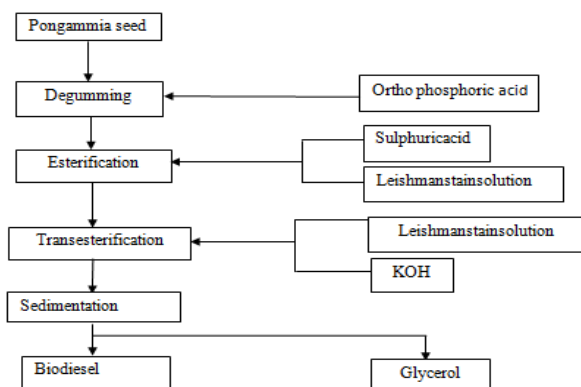 Pongammia seed
Degumming
Ortho phosphoric acid
Sulphuricacid
Esterification
Leishmanstainsolution
Leishmanstainsolution
Transesterification
KOH
Sedimentation
Biodiesel
Glycerol